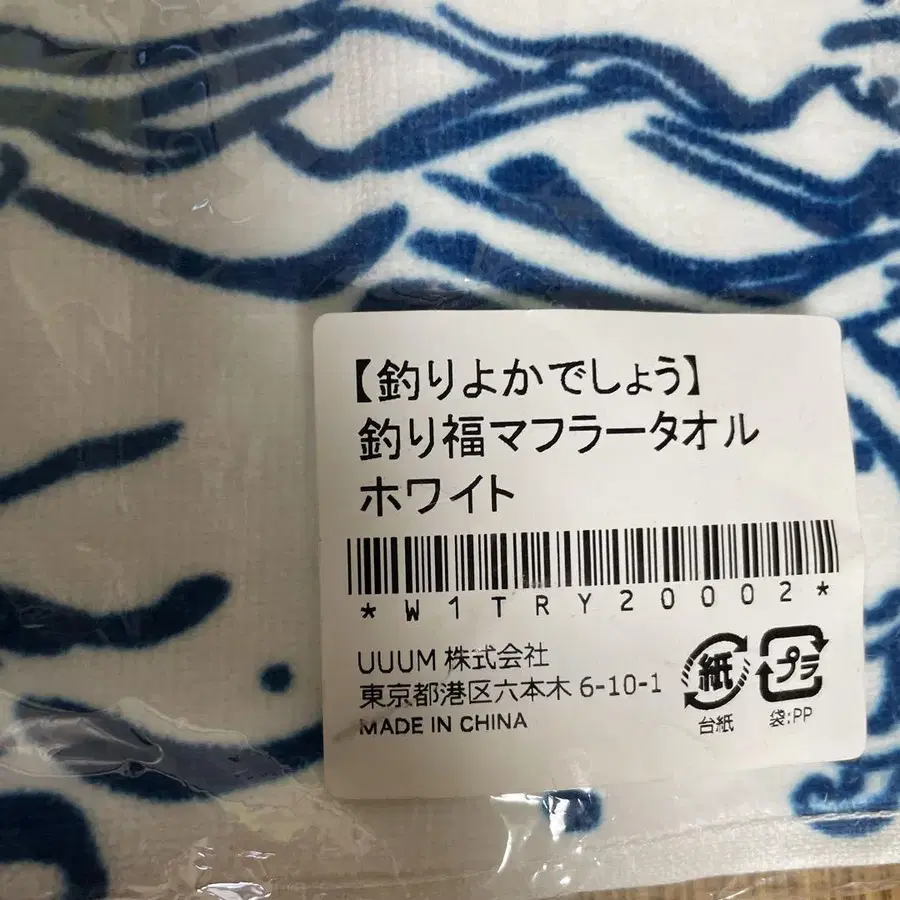 【釣りよかでしょう】
釣り福マフラータオル
ホワイト
*W1TRY20002*
UUUM 株式会社
東京都港区六本木 6-10-1
MADE IN CHINA
紙
台紙
プラ
袋:PP